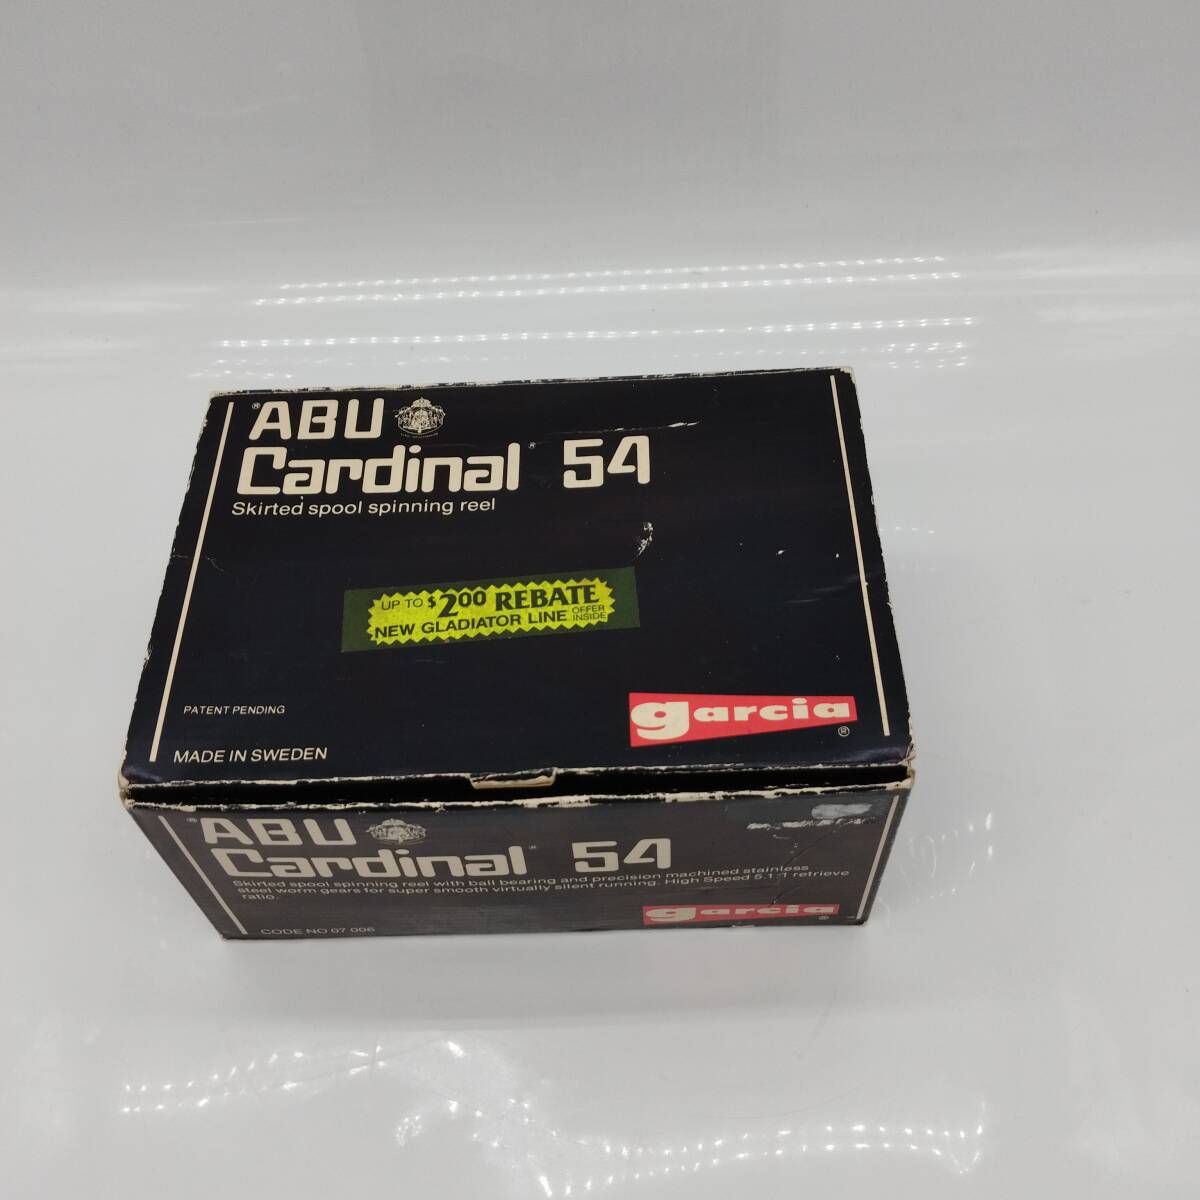 ®ABU
Cardinal® 54
Skirted spool spinning reel
UP TO $2.00 REBATE
NEW GLADIATOR LINE OFFER INSIDE
PATENT PENDING
MADE IN SWEDEN
garcia
®
®ABU
Cardinal® 54
Skirted spool spinning reel with ball bearing and precision machined stainless
steel worm gears for super smooth virtually silent running. High Speed 5.1:1 retrieve
ratio.
garcia
®
CODE NO 07 006